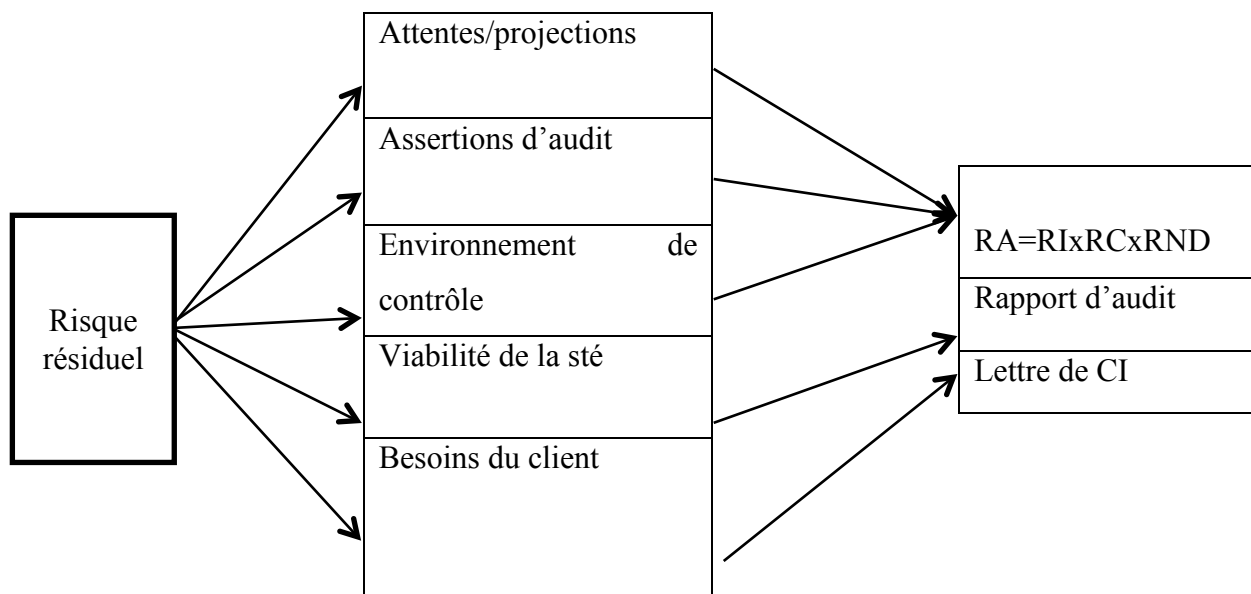 Attentes/projections
Assertions d’audit
Environnement de
contrôle
Viabilité de la sté
Besoins du client
Risque
résiduel
RA=RIxRCxRND
Rapport d’audit
Lettre de CI